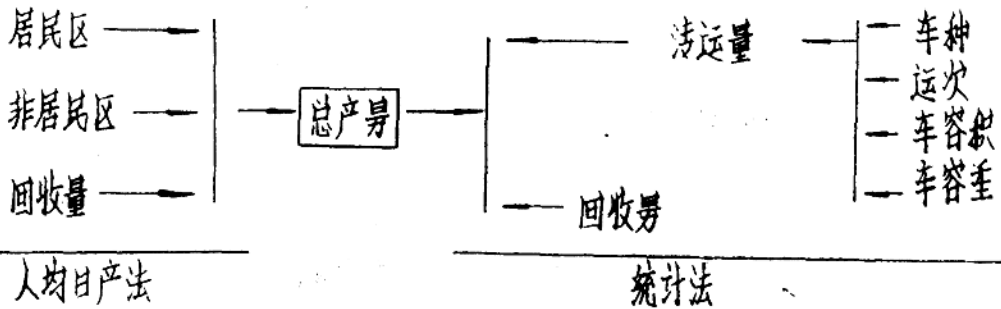 居民区
非居民区
回收量
总产量
清运量
回收量
车种
运次
车容积
车容重
人均日产法
统计法